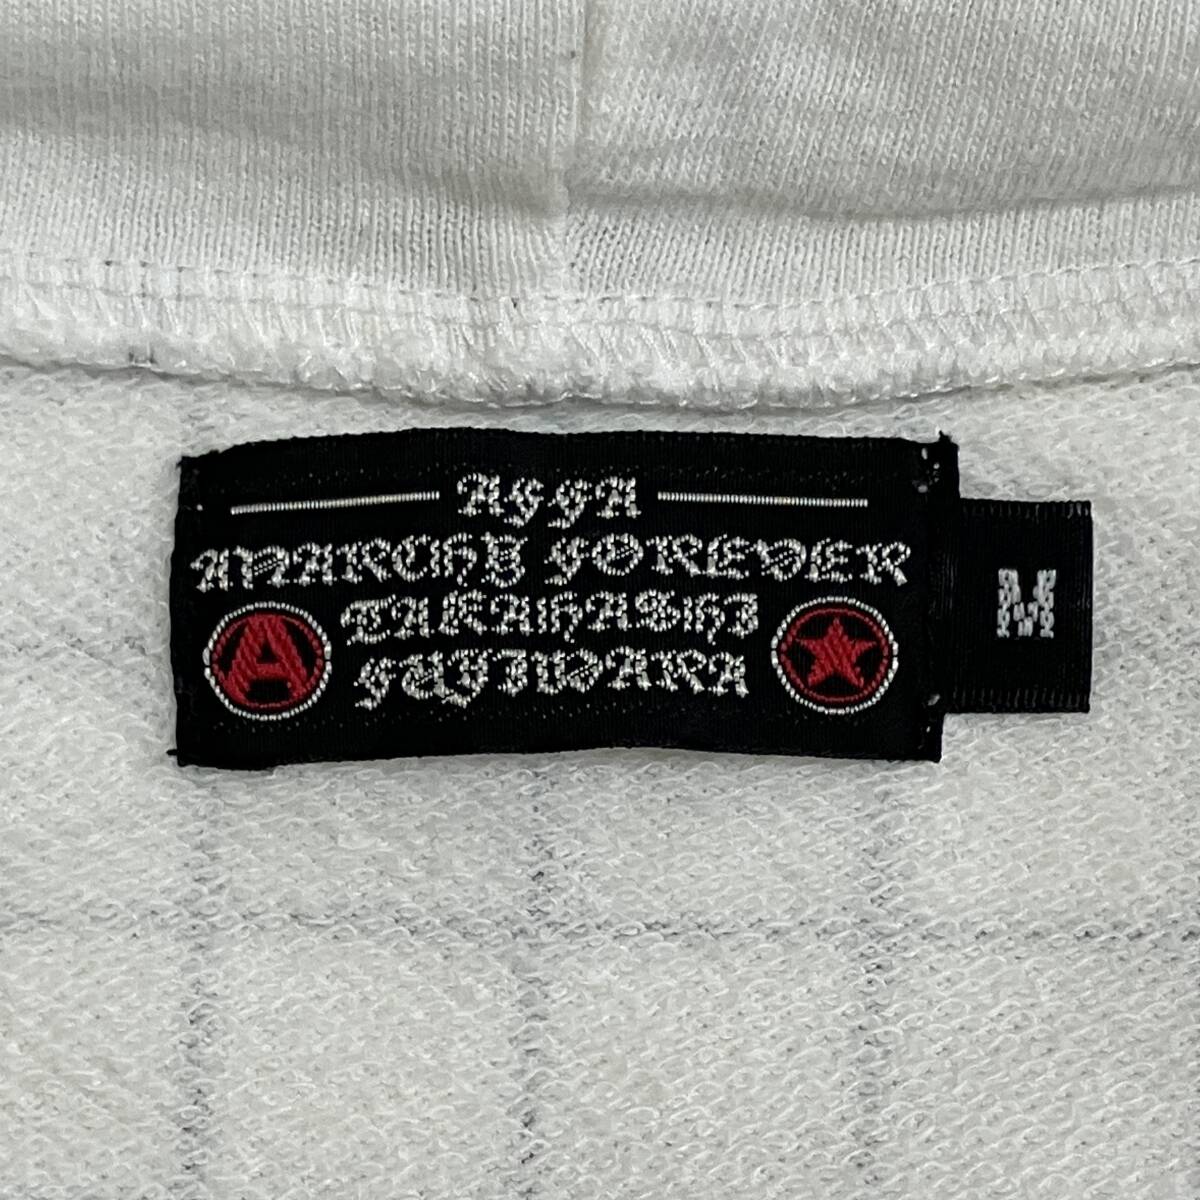 AFFA
ANARCHY FOREVER
TAKAHASHI
FUJIWARA
A
M